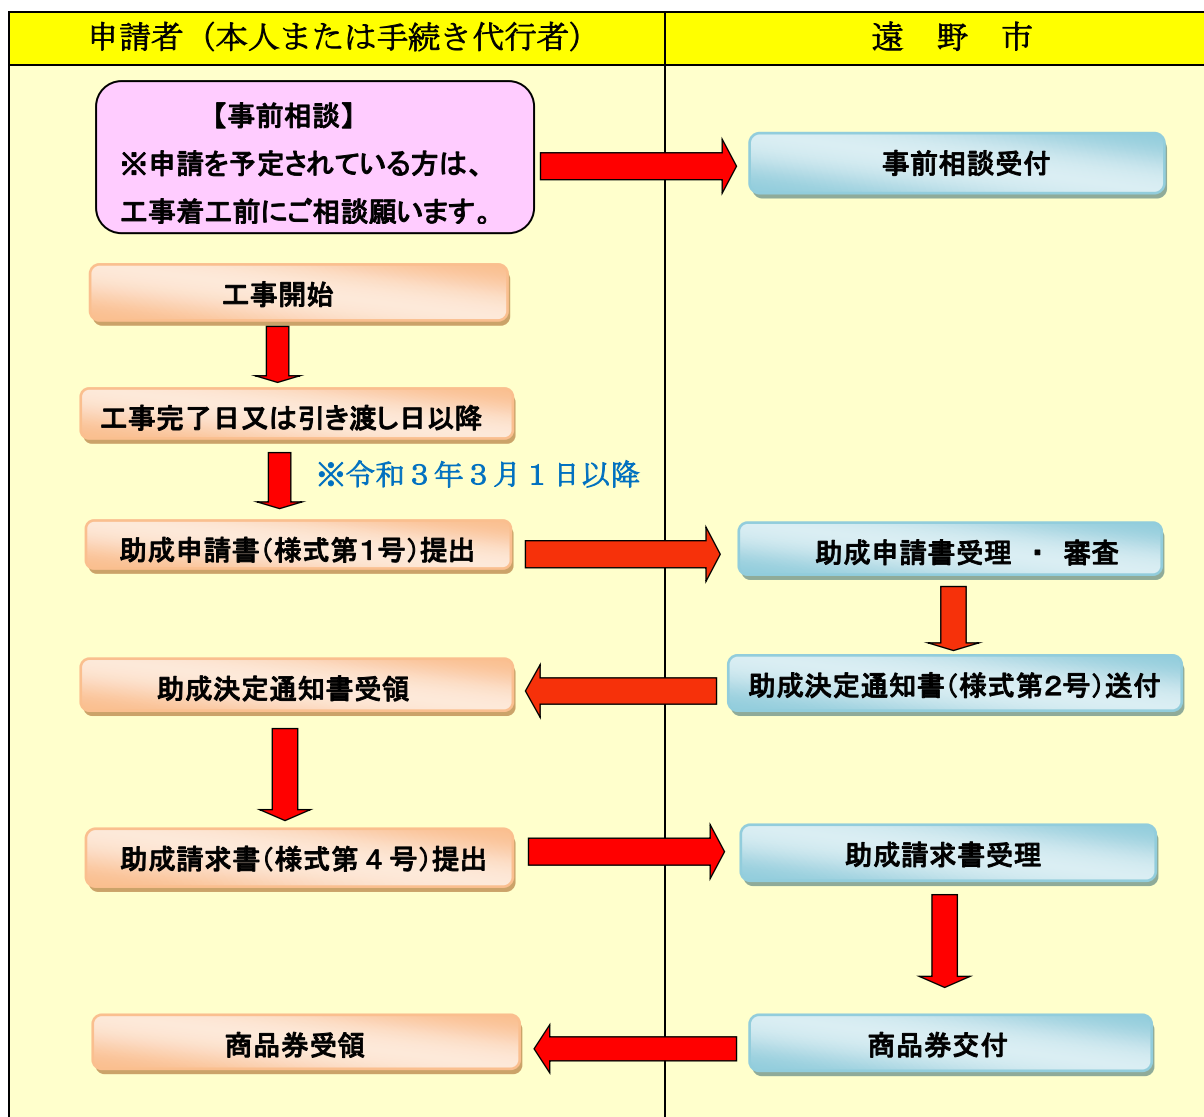 申請者（本人または手続き代行者）
遠　野　市
【事前相談】
※申請を予定されている方は、
工事着工前にご相談願います。
事前相談受付
工事開始
工事完了日又は引き渡し日以降
※令和３年３月１日以降
助成申請書（様式第１号）提出
助成申請書受理　・　審査
助成決定通知書受領
助成決定通知書（様式第２号）送付
助成請求書（様式第４号）提出
助成請求書受理
商品券受領
商品券交付